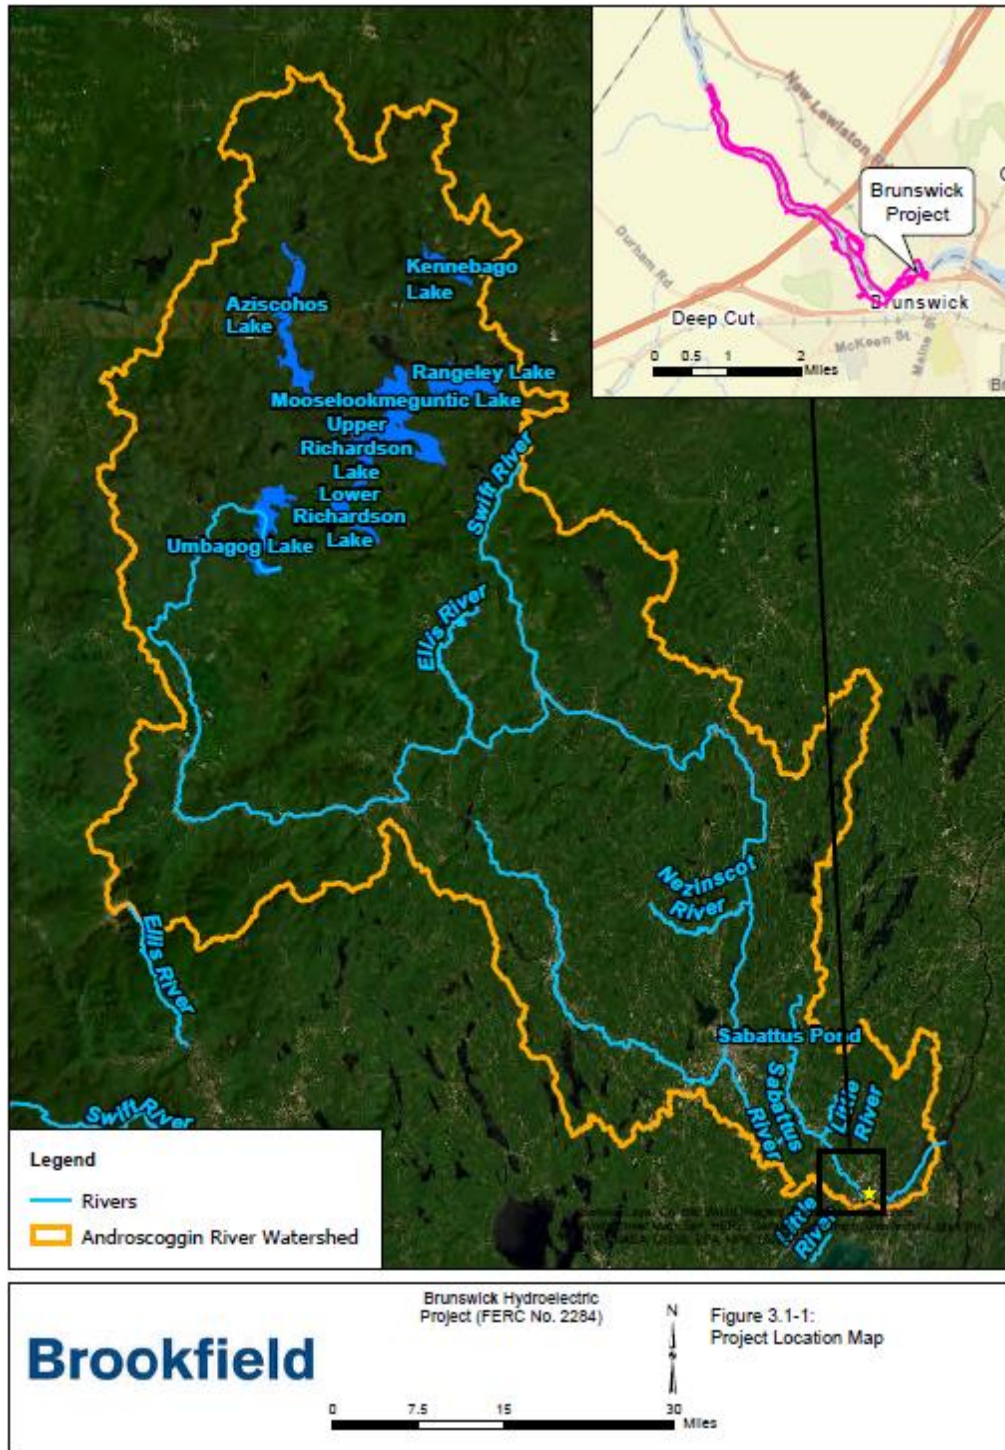 New Lewiston Rd
Brunswick
Project
Durham Rd
Brunswick
Deep Cut
McKeen St.
Maine St
0 0.5 1 2
Miles
Kennebago
Lake
Aziscohos
Lake
Rangeley Lake
Mooselookmeguntic Lake
Upper
Richardson
Lake
Lower
Richardson
Lake
Umbagog Lake
Swift River
Ellis River
Nezinscot
River
Ellis River
Sabattus Pond
Sabattus
River
Little
River
Swift River
Little
River
Legend
Rivers
Androscoggin River Watershed
Brookfield
Brunswick Hydroelectric
Project (FERC No. 2284)
N
Figure 3.1-1:
Project Location Map
0 7.5 15 30
Miles